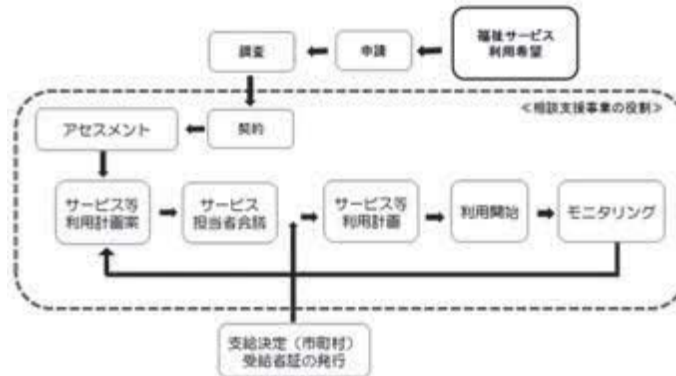 福祉サービス
利用希望
申請
調査
≪相談支援事業の役割≫
契約
アセスメント
サービス等
利用計画案
サービス
担当者会議
サービス等
利用計画
利用開始
モニタリング
支給決定(市町村)
受給者証の発行